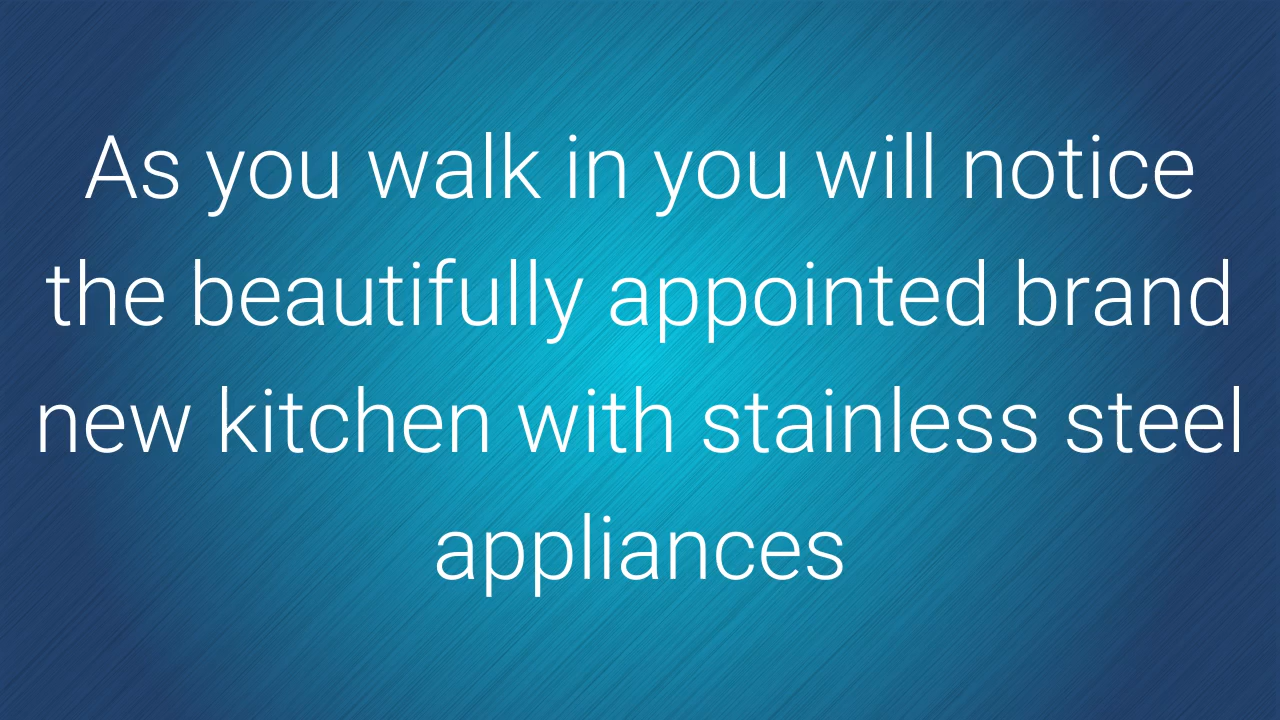 As you walk in you will notice
the beautifully appointed brand
new kitchen with stainless steel
appliances